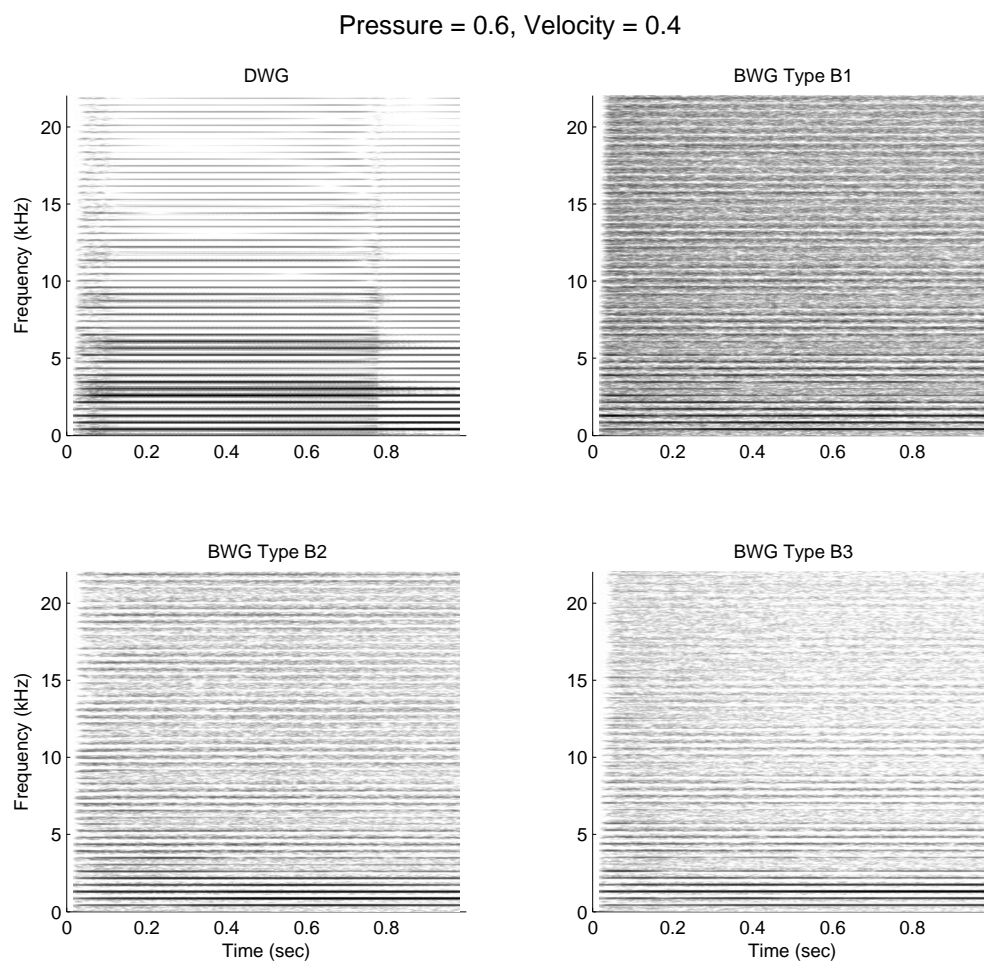 Pressure = 0.6, Velocity = 0.4
DWG
BWG Type B1
Frequency (kHz)
20
15
10
5
0
0 0.2 0.4 0.6 0.8
20
15
10
5
0
0 0.2 0.4 0.6 0.8
BWG Type B2
BWG Type B3
Frequency (kHz)
20
15
10
5
0
0 0.2 0.4 0.6 0.8
Time (sec)
20
15
10
5
0
0 0.2 0.4 0.6 0.8
Time (sec)